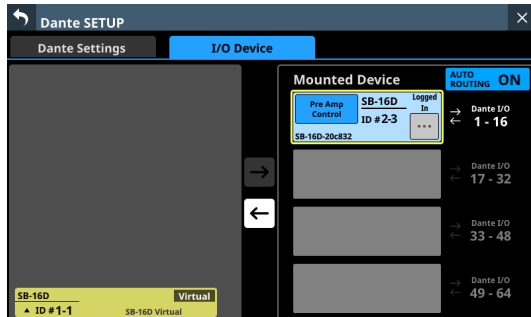 Dante SETUP
Dante Settings
I/O Device
Mounted Device
AUTO ROUTING ON
Pre Amp Control
SB-16D
ID #2-3
Logged In
...
SB-16D-20c832
Dante I/O
1 - 16
Dante I/O
17 - 32
Dante I/O
33 - 48
Dante I/O
49 - 64
SB-16D
Virtual
ID #1-1
SB-16D Virtual